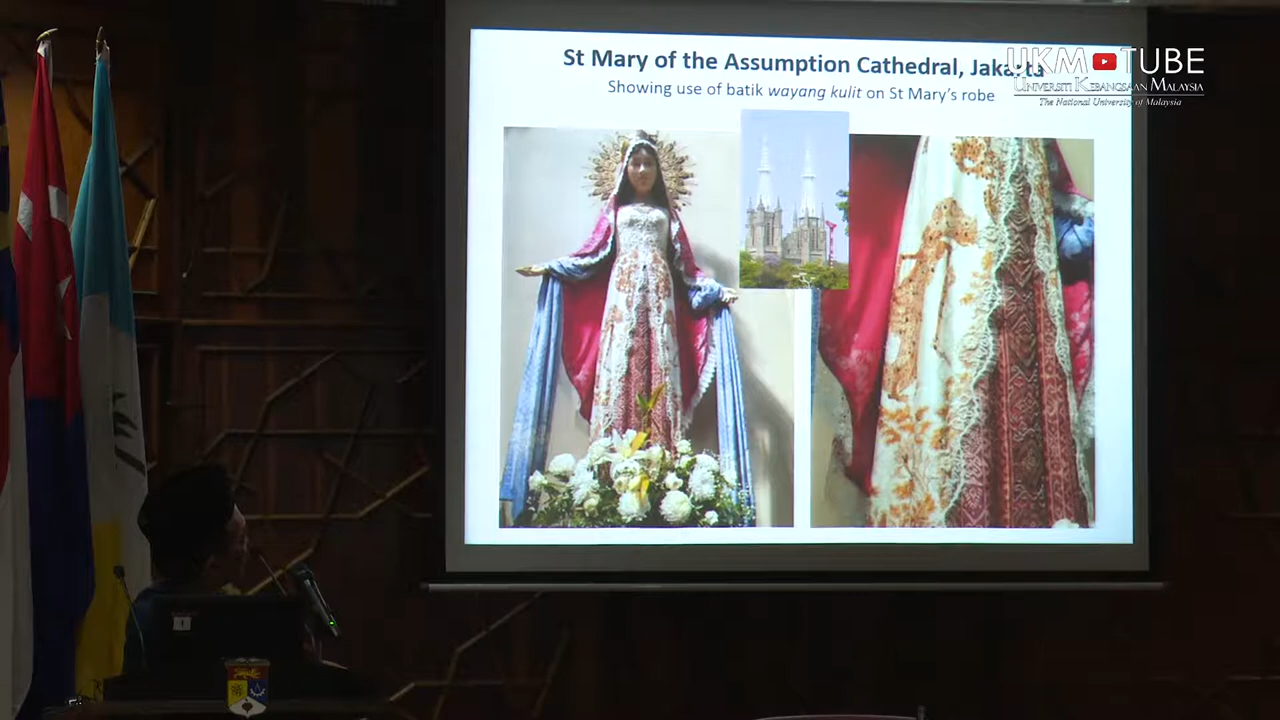 St Mary of the Assumption Cathedral, Jakarta
Showing use of batik wayang kulit on St Mary's robe
UKM TUBE
UNIVERSITI KEBANGSAAN MALAYSIA
The National University of Malaysia